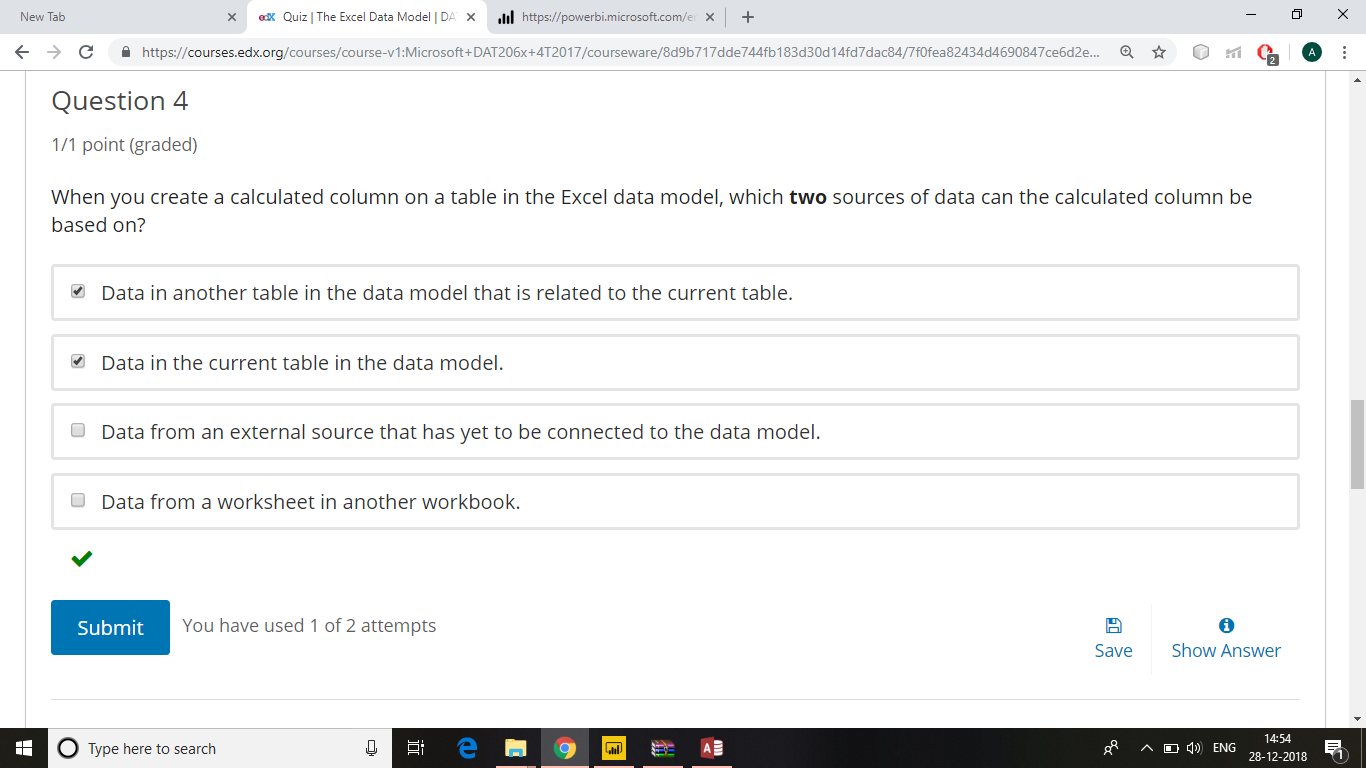 New Tab
edX Quiz | The Excel Data Model | DA
https://powerbi.microsoft.com/e
https://courses.edx.org/courses/course-v1:Microsoft+DAT206x+4T2017/courseware/8d9b717dde744fb183d30d14fd7dac84/7f0fea82434d4690847ce6d2e...
2
A
Question 4
1/1 point (graded)
When you create a calculated column on a table in the Excel data model, which two sources of data can the calculated column be
based on?
Data in another table in the data model that is related to the current table.
Data in the current table in the data model.
Data from an external source that has yet to be connected to the data model.
Data from a worksheet in another workbook.
Submit
You have used 1 of 2 attempts
Save
Show Answer
Type here to search
ENG
14:54
28-12-2018
1